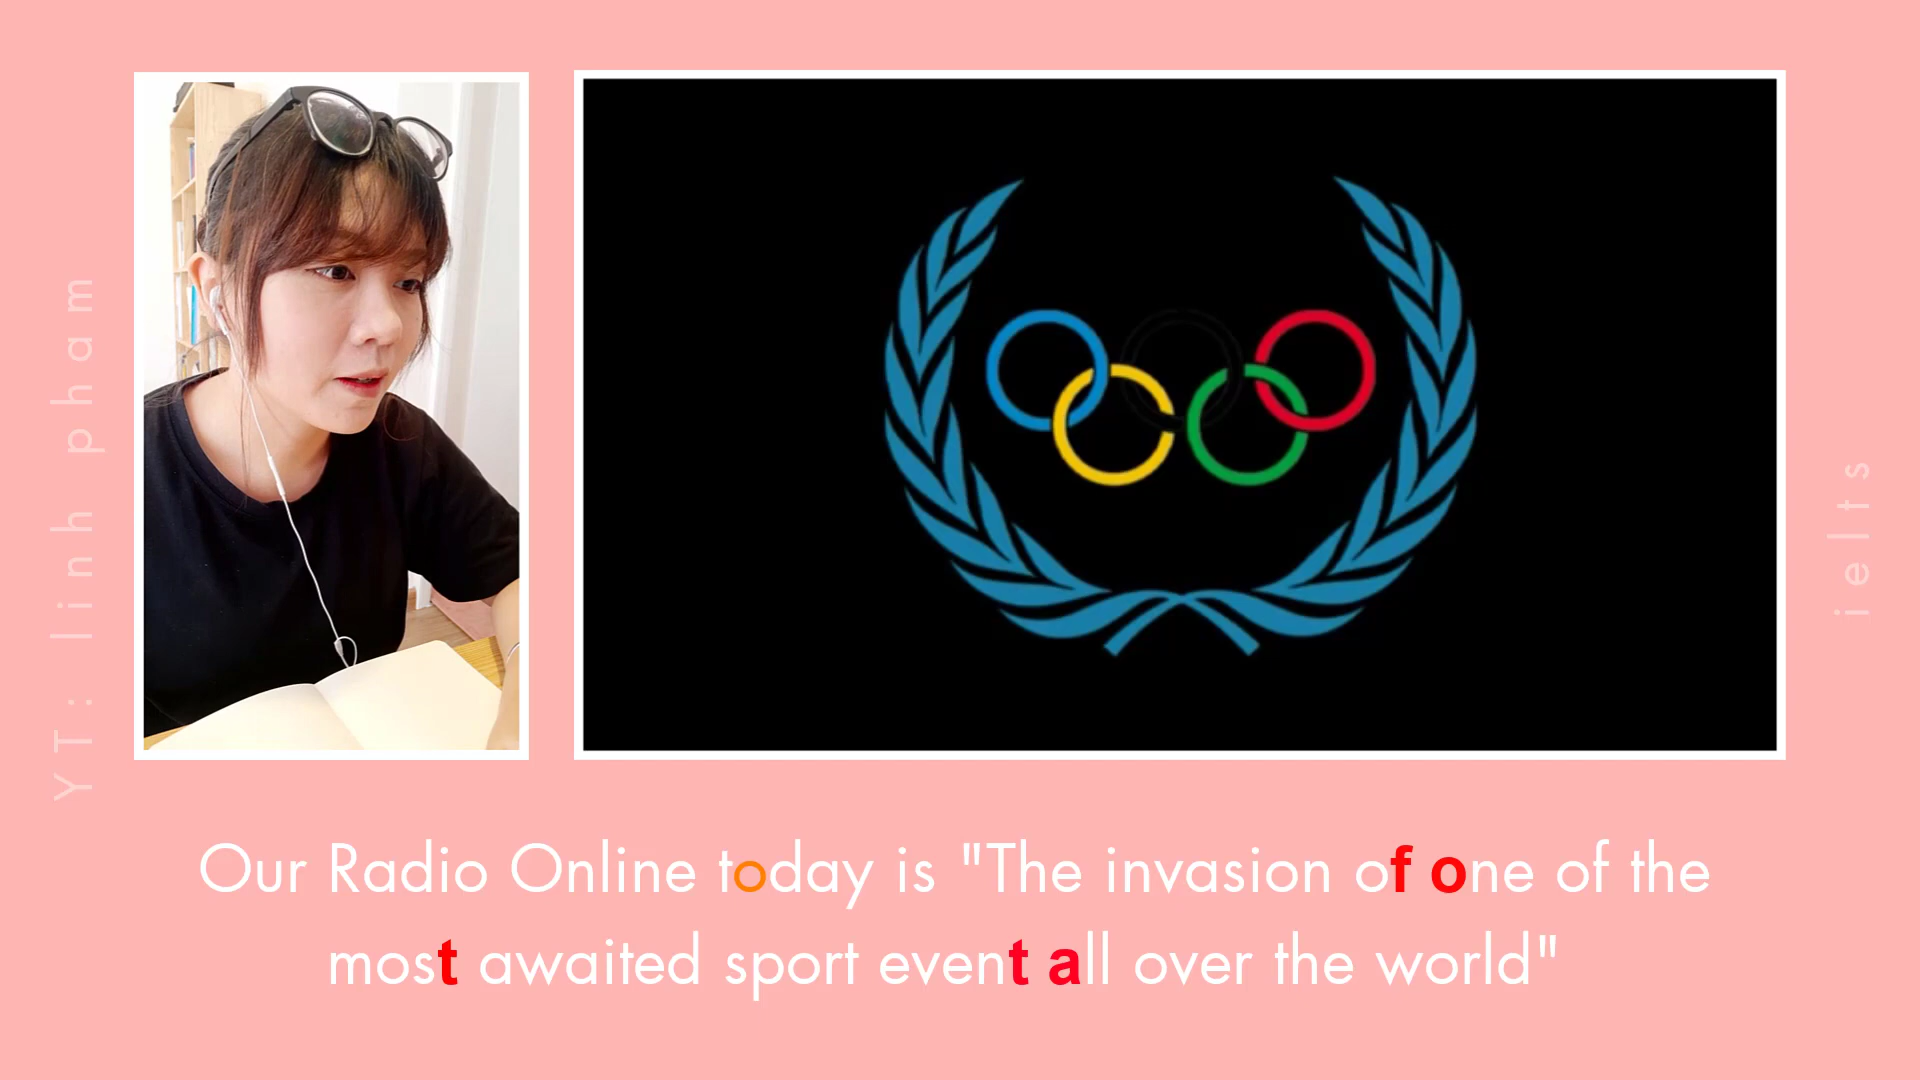 YT: linh pham
ielts
Our Radio Online today is "The invasion of one of the
most awaited sport event all over the world"